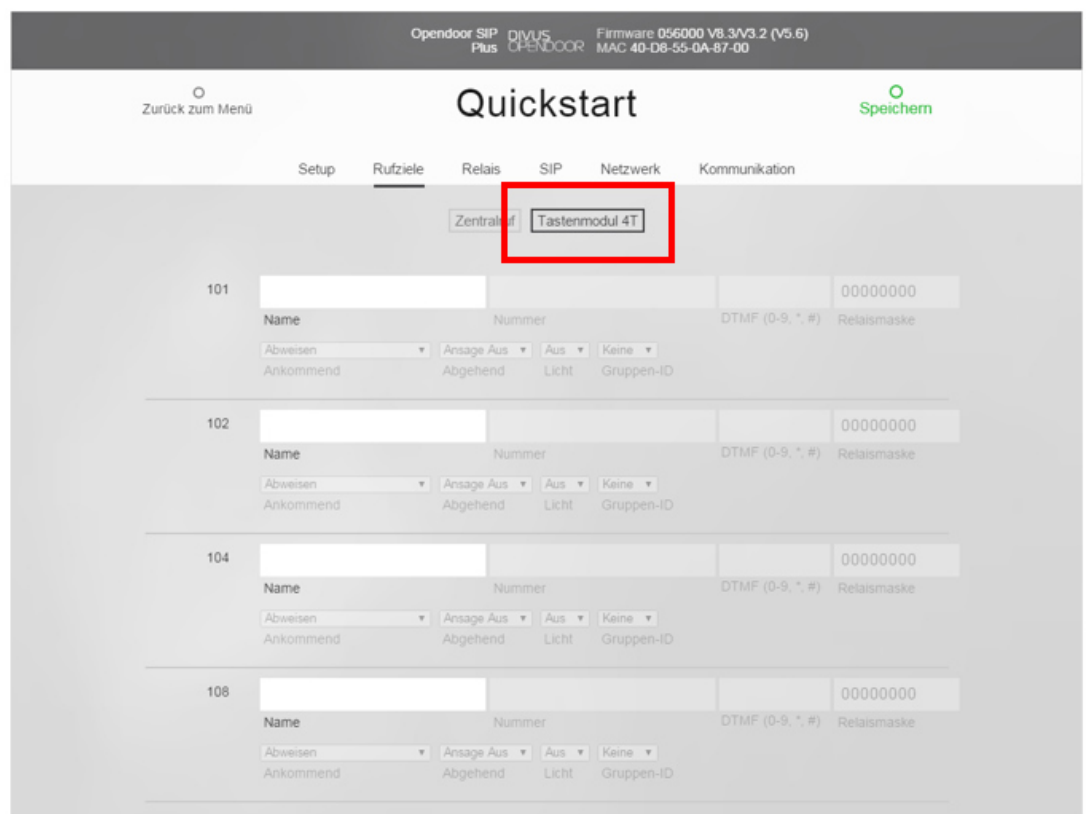 Opendoor SIP Plus DIVUS OPENDOOR Firmware 056000 V8.3/V3.2 (V5.6)
MAC 40-D8-55-0A-87-00
Zurück zum Menü
Quickstart
Speichern
Setup Rufziele Relais SIP Netzwerk Kommunikation
Zentralruf Tastenmodul 4T
101 00000000
Name Nummer DTMF (0-9, *, #) Relaismaske
Abweisen Ansage Aus Aus Keine
Ankommend Abgehend Licht Gruppen-ID
102 00000000
Name Nummer DTMF (0-9, *, #) Relaismaske
Abweisen Ansage Aus Aus Keine
Ankommend Abgehend Licht Gruppen-ID
104 00000000
Name Nummer DTMF (0-9, *, #) Relaismaske
Abweisen Ansage Aus Aus Keine
Ankommend Abgehend Licht Gruppen-ID
108 00000000
Name Nummer DTMF (0-9, *, #) Relaismaske
Abweisen Ansage Aus Aus Keine
Ankommend Abgehend Licht Gruppen-ID